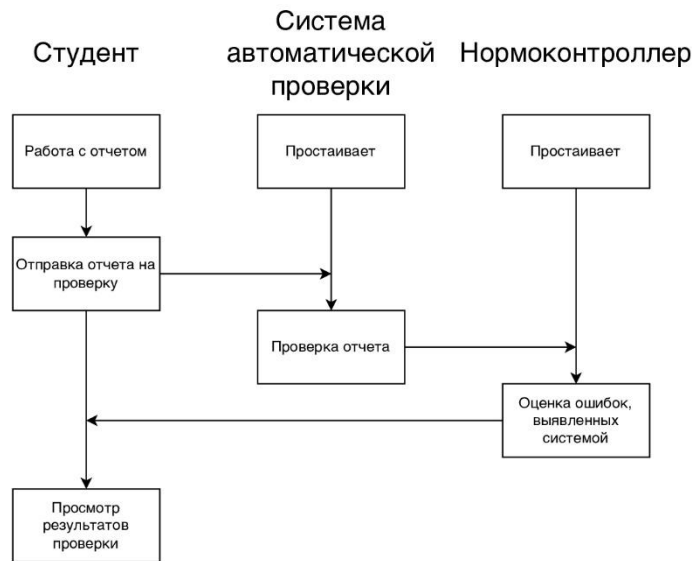 Студент
Система
автоматической
проверки
Нормоконтроллер
Работа с отчетом
Простаивает
Простаивает
Отправка отчета на
проверку
Проверка отчета
Оценка ошибок,
выявленных
системой
Просмотр
результатов
проверки